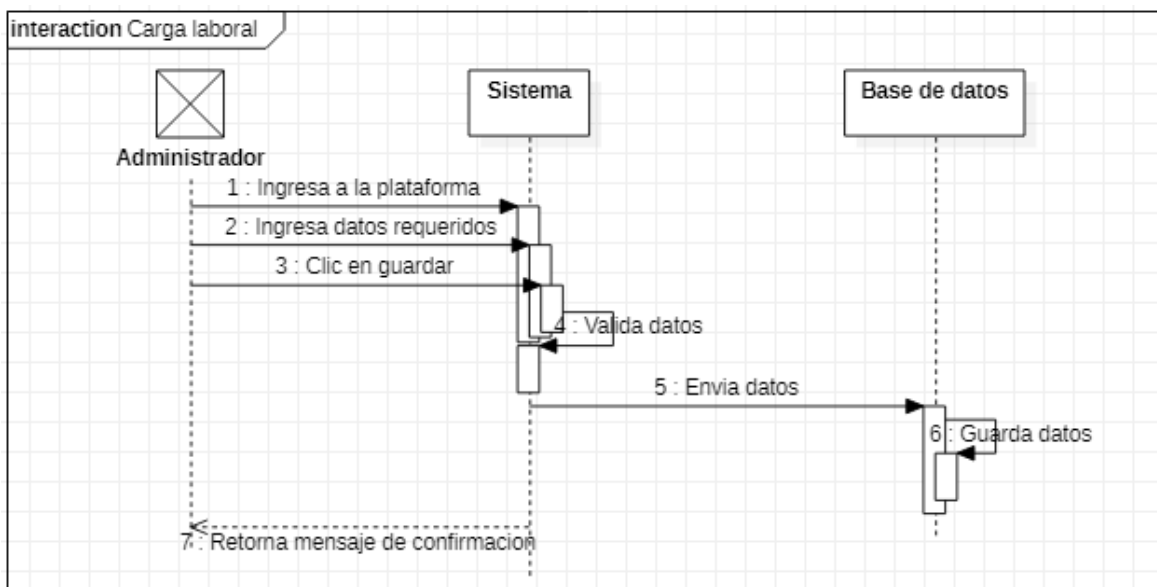 interaction Carga laboral
Sistema
Base de datos
Administrador
1 : Ingresa a la plataforma
2 : Ingresa datos requeridos
3 : Clic en guardar
4 : Valida datos
5 : Envia datos
6 : Guarda datos
7 : Retorna mensaje de confirmacion